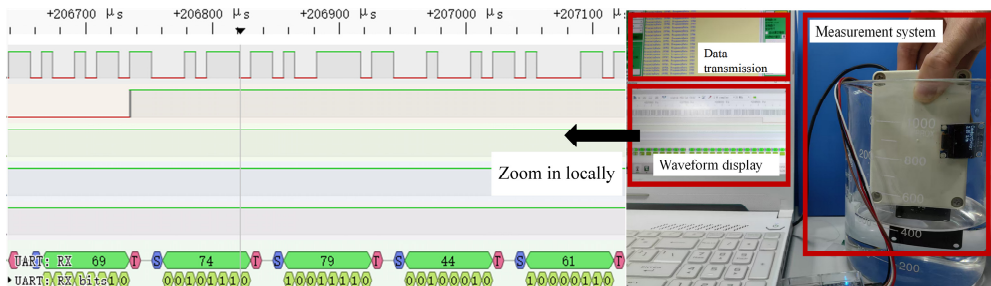 +206700 μs +206800 μs +206900 μs +207000 μs +207100 μ
UART: RX 69 T S 74 T S 79 T S 44 T S 61 T
UART: RX bits 1 0 0 0 1 0 1 1 1 0 1 0 0 1 1 1 1 0 0 0 1 0 0 0 1 0 1 0 0 0 0 1 1 0
Zoom in locally
Data
transmission
Waveform display
Measurement system
1000
800
600
400
200